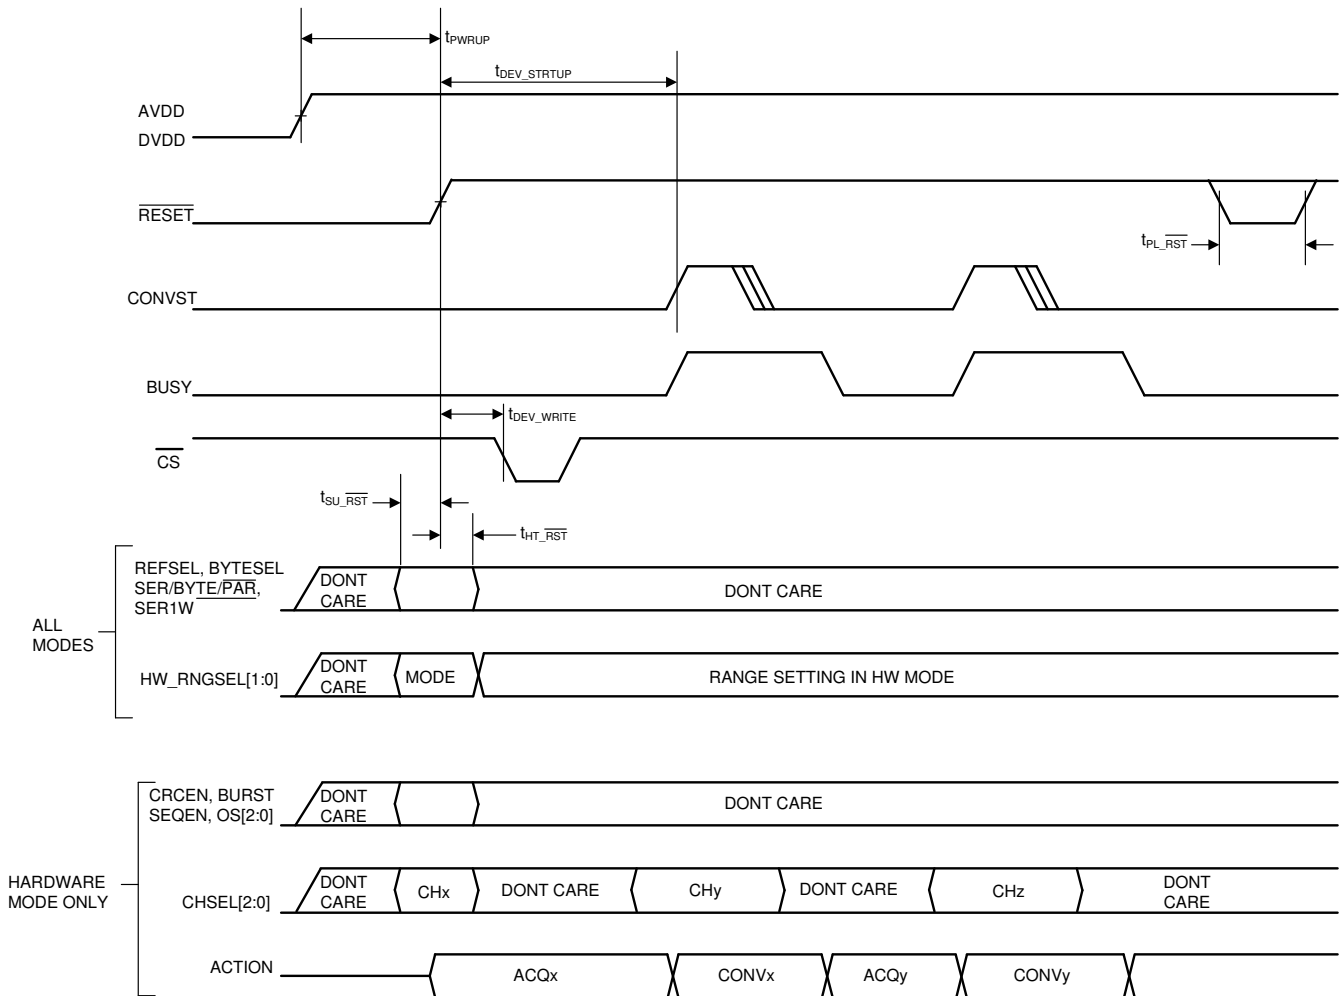 tPWRUP
tDEV_STRTUP
AVDD
DVDD
RESET
tPL_RST
CONVST
BUSY
tDEV_WRITE
CS
tSU_RST
tHT_RST
ALL
MODES
REFSEL, BYTESEL
SER/BYTE/PAR,
SER1W
DONT
CARE
DONT CARE
HW_RNGSEL[1:0]
DONT
CARE
MODE
RANGE SETTING IN HW MODE
HARDWARE
MODE ONLY
CRCEN, BURST
SEQEN, OS[2:0]
DONT
CARE
DONT CARE
CHSEL[2:0]
DONT
CARE
CHx
DONT CARE
CHy
DONT CARE
CHz
DONT
CARE
ACTION
ACQx
CONVx
ACQy
CONVy